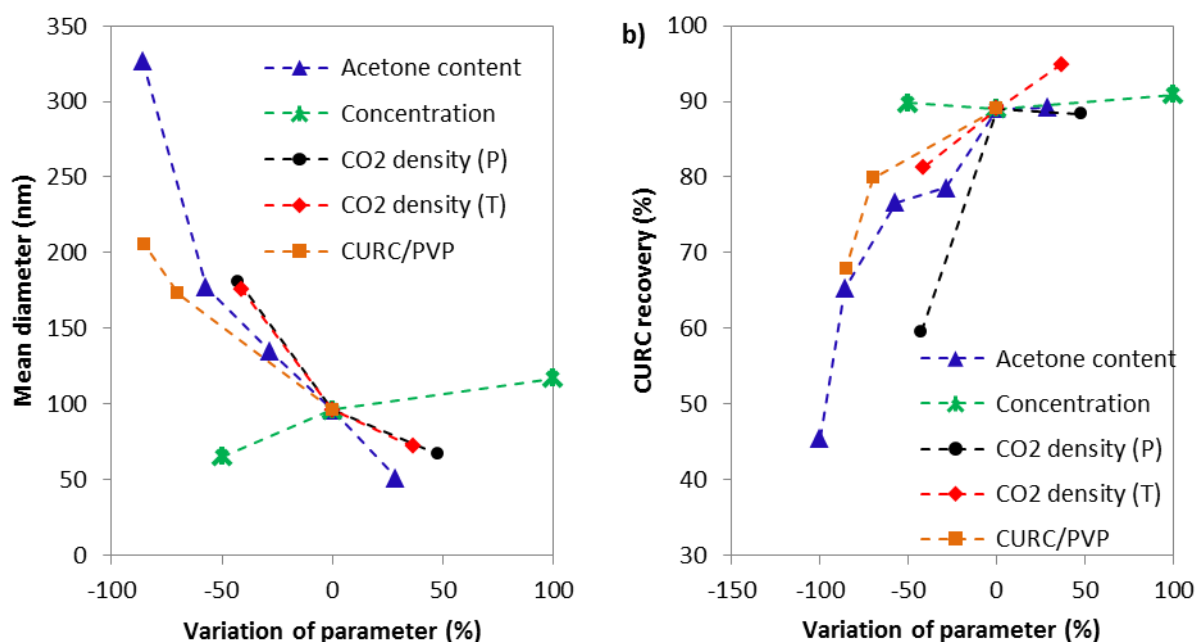 350
300
250
200
150
100
50
0
Mean diameter (nm)
Acetone content
Concentration
CO2 density (P)
CO2 density (T)
CURC/PVP
-100
-50
0
50
100
Variation of parameter (%)
b)
100
90
80
70
60
50
40
30
CURC recovery (%)
Acetone content
Concentration
CO2 density (P)
CO2 density (T)
CURC/PVP
-150
-100
-50
0
50
100
Variation of parameter (%)